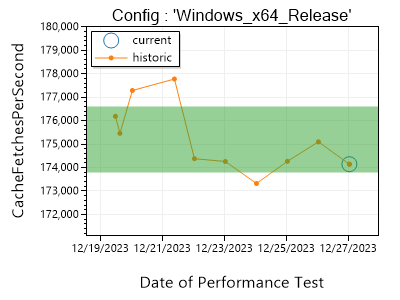 Config : 'Windows_x64_Release'
180,000
179,000
178,000
177,000
176,000
175,000
174,000
173,000
172,000
current
historic
CacheFetchesPerSecond
12/19/2023 12/21/2023 12/23/2023 12/25/2023 12/27/2023
Date of Performance Test